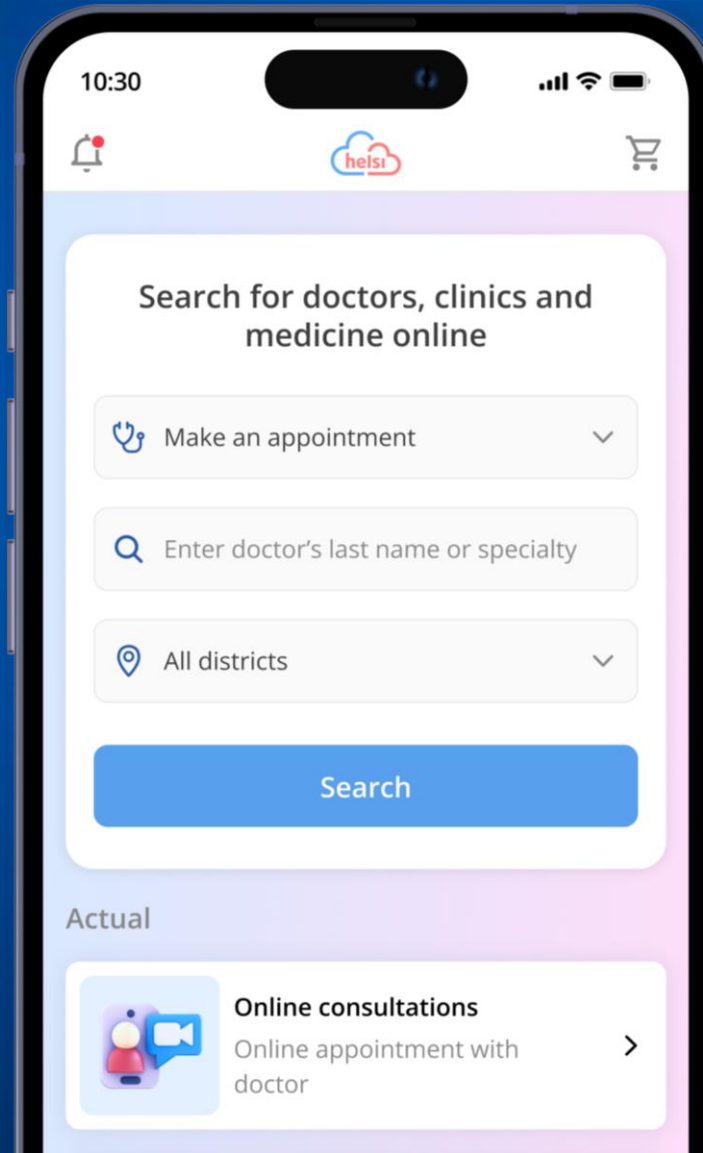 10:30
helsi
Search for doctors, clinics and
medicine online
Make an appointment
Enter doctor’s last name or specialty
All districts
Search
Actual
Online consultations
Online appointment with
doctor